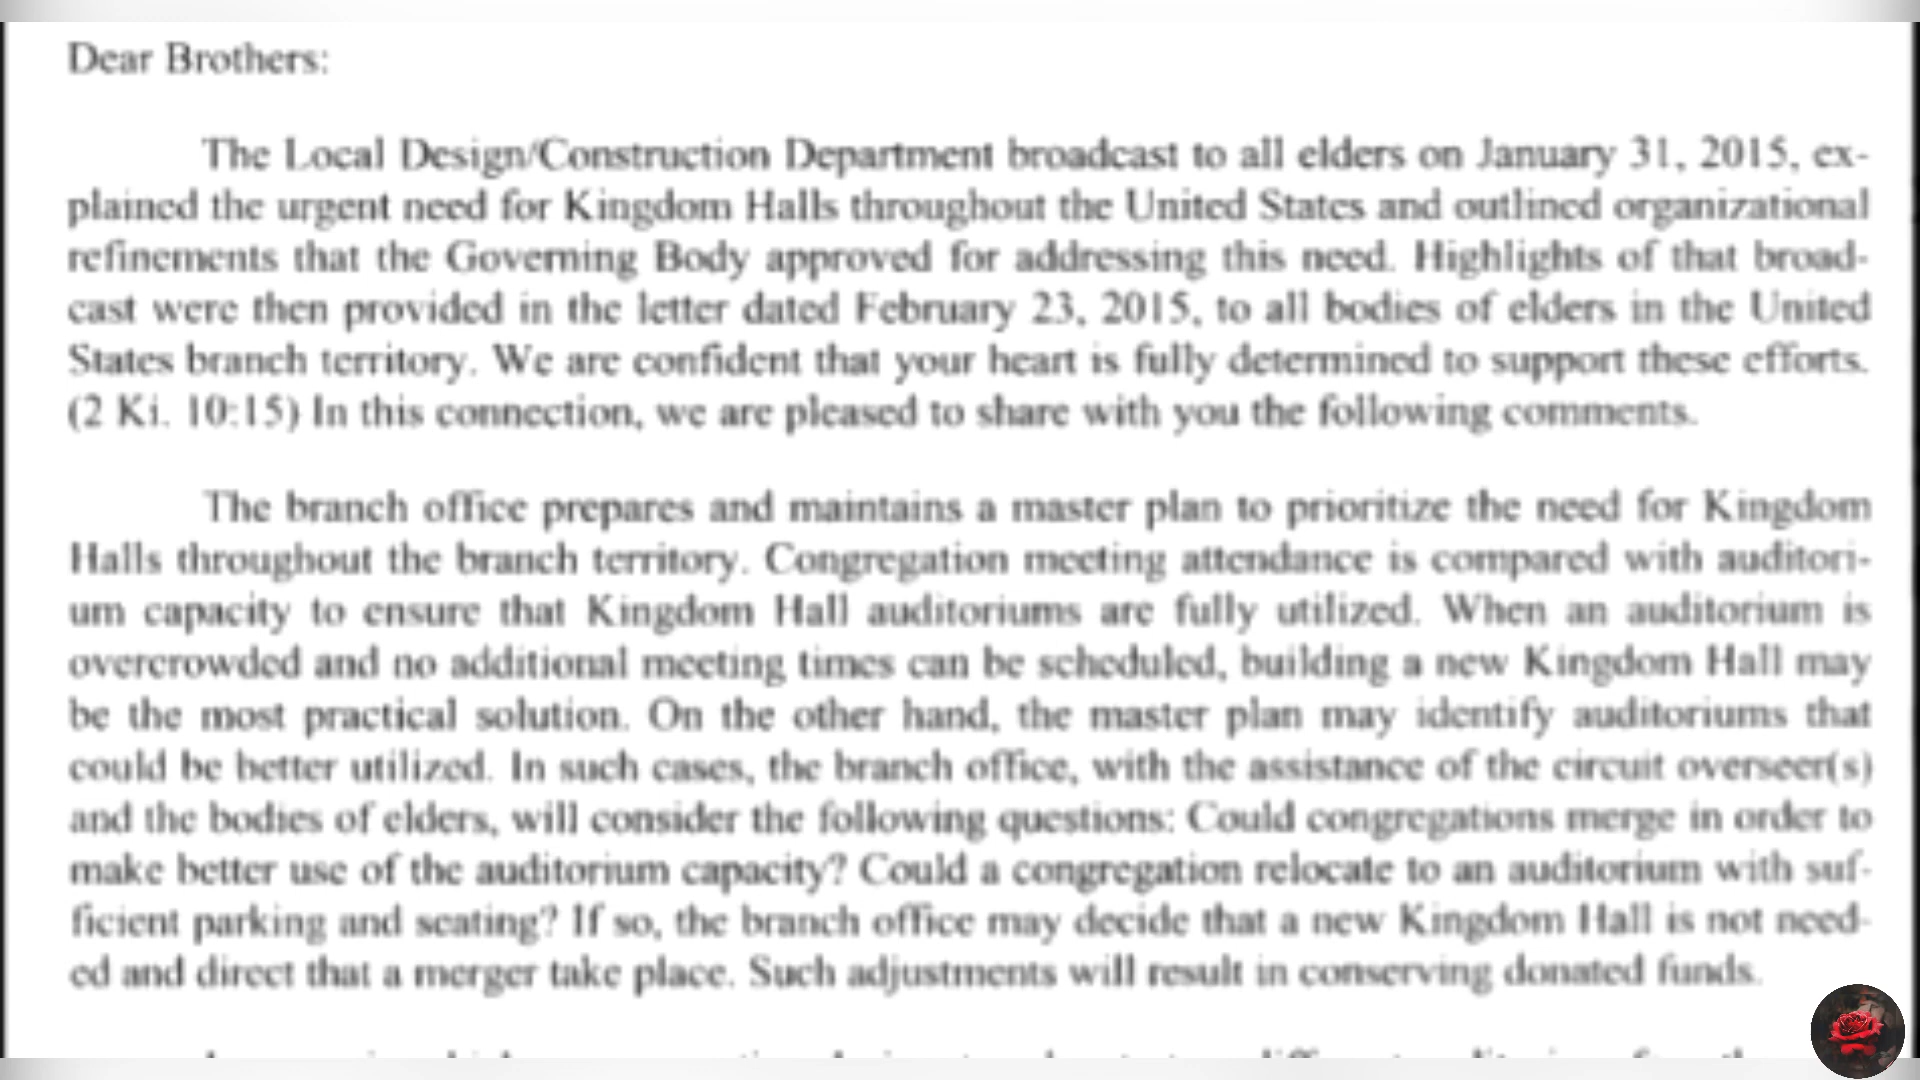 Dear Brothers:
The Local Design/Construction Department broadcast to all elders on January 31, 2015, ex-
plained the urgent need for Kingdom Halls throughout the United States and outlined organizational
refinements that the Governing Body approved for addressing this need. Highlights of that broad-
cast were then provided in the letter dated February 23, 2015, to all bodies of elders in the United
States branch territory. We are confident that your heart is fully determined to support these efforts.
(2 Ki. 10:15) In this connection, we are pleased to share with you the following comments.
The branch office prepares and maintains a master plan to prioritize the need for Kingdom
Halls throughout the branch territory. Congregation meeting attendance is compared with auditori-
um capacity to ensure that Kingdom Hall auditoriums are fully utilized. When an auditorium is
overcrowded and no additional meeting times can be scheduled, building a new Kingdom Hall may
be the most practical solution. On the other hand, the master plan may identify auditoriums that
could be better utilized. In such cases, the branch office, with the assistance of the circuit overseer(s)
and the bodies of elders, will consider the following questions: Could congregations merge in order to
make better use of the auditorium capacity? Could a congregation relocate to an auditorium with suf-
ficient parking and seating? If so, the branch office may decide that a new Kingdom Hall is not need-
ed and direct that a merger take place. Such adjustments will result in conserving donated funds.